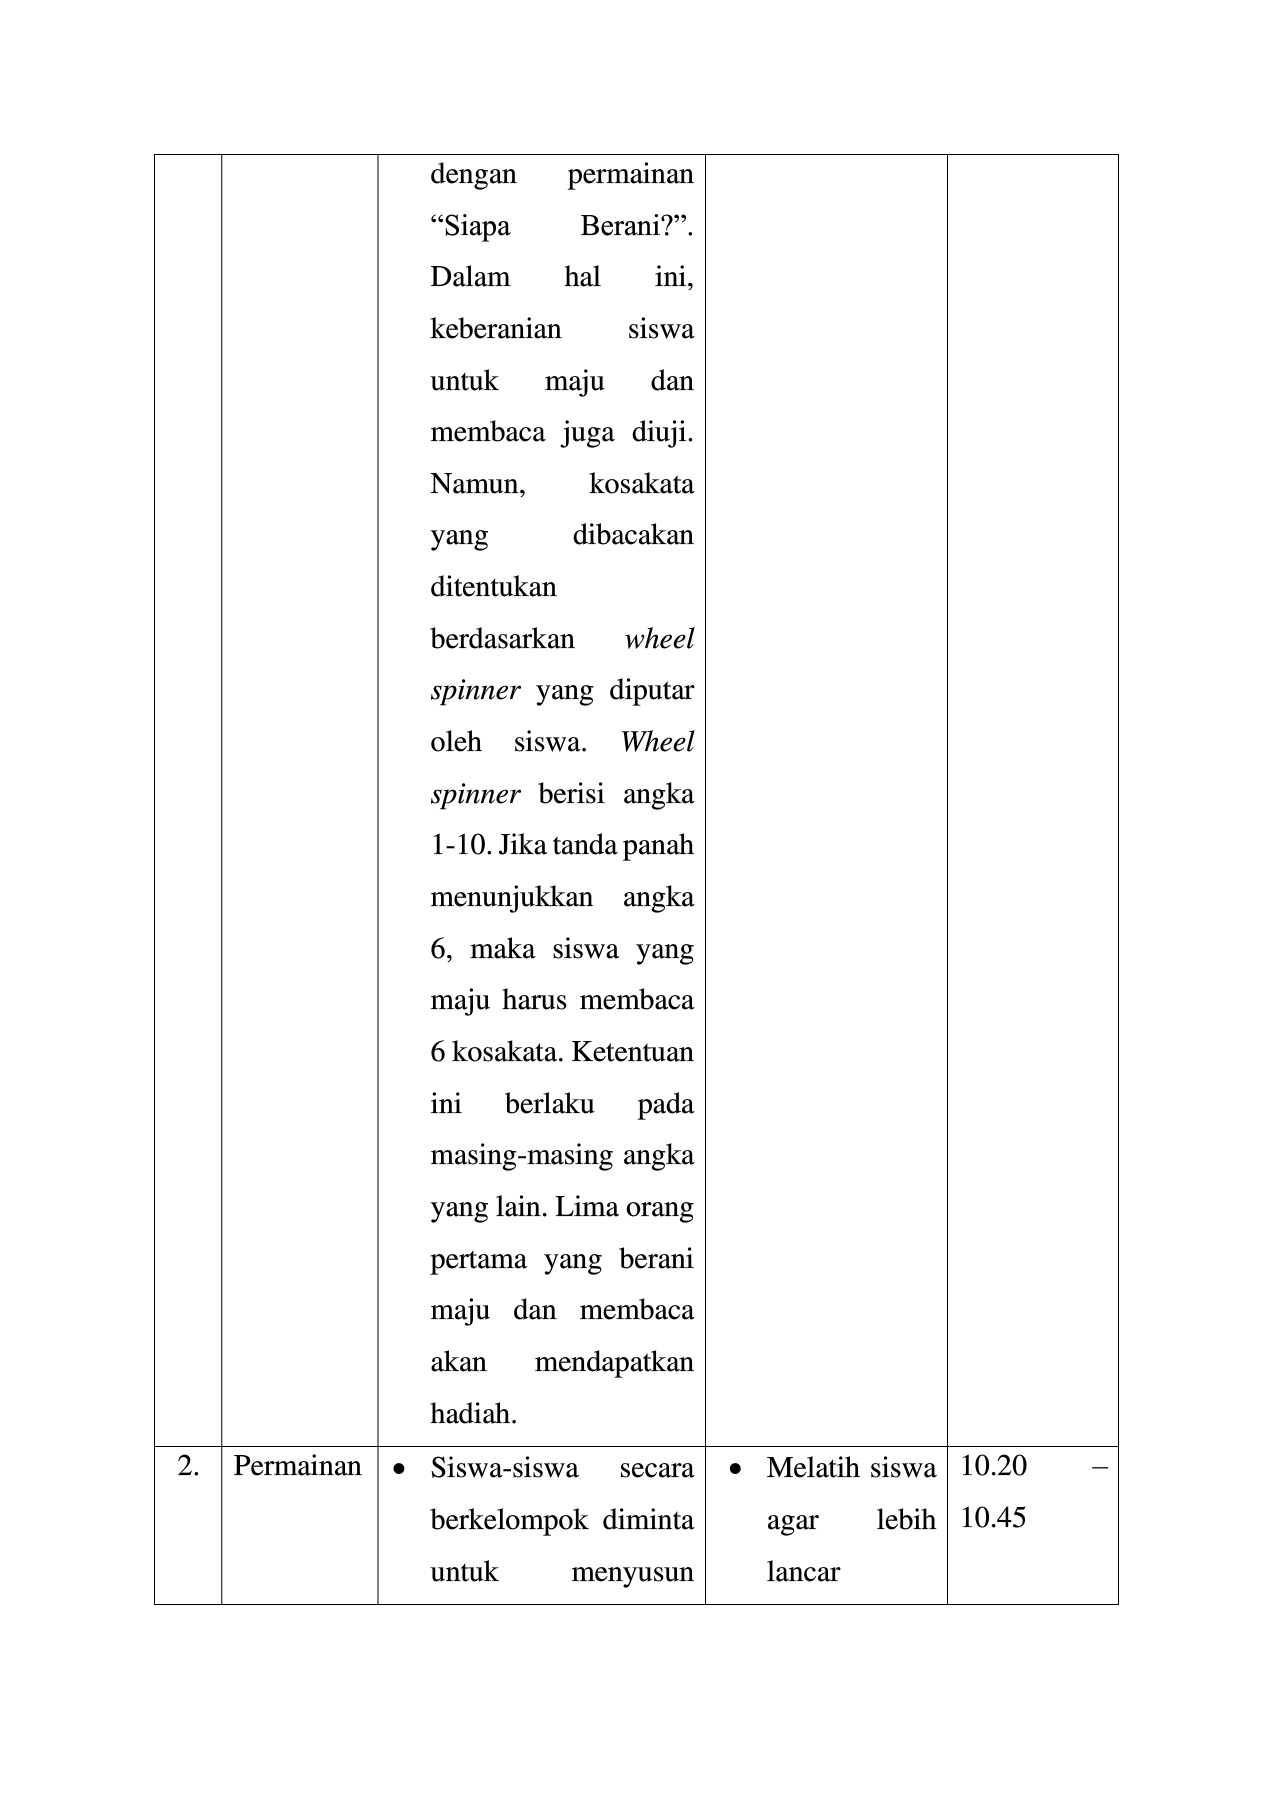 dengan permainan
“Siapa Berani?”.
Dalam hal ini,
keberanian siswa
untuk maju dan
membaca juga diuji.
Namun, kosakata
yang dibacakan
ditentukan
berdasarkan wheel
spinner yang diputar
oleh siswa. Wheel
spinner berisi angka
1-10. Jika tanda panah
menunjukkan angka
6, maka siswa yang
maju harus membaca
6 kosakata. Ketentuan
ini berlaku pada
masing-masing angka
yang lain. Lima orang
pertama yang berani
maju dan membaca
akan mendapatkan
hadiah.
2.
Permainan
• Siswa-siswa secara
berkelompok diminta
untuk menyusun
• Melatih siswa
agar lebih
lancar
10.20 –
10.45